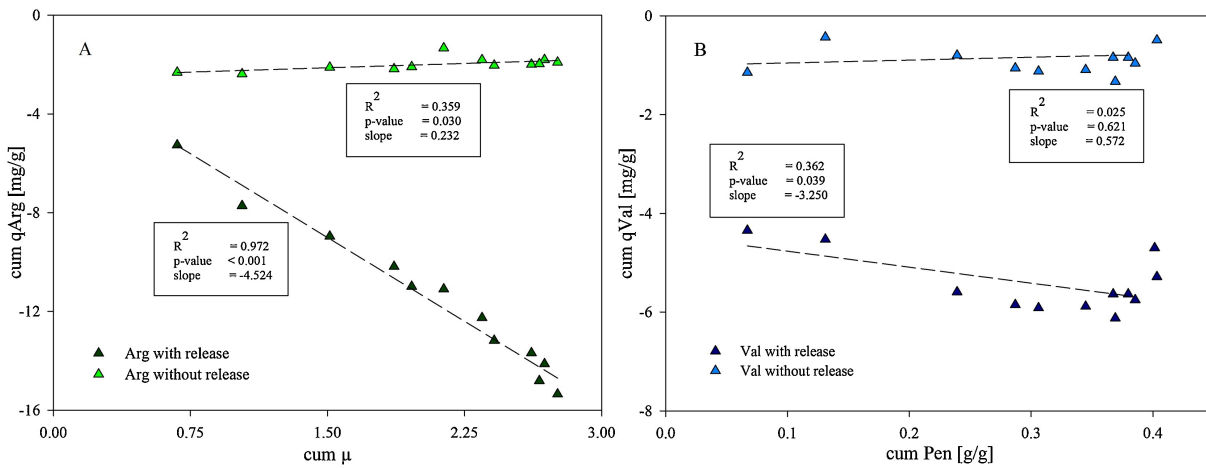 A
0
-4
-8
-12
-16
cum qArg [mg/g]
R² = 0.359
p-value = 0.030
slope = 0.232
R² = 0.972
p-value < 0.001
slope = -4.524
Arg with release
Arg without release
0.00 0.75 1.50 2.25 3.00
cum μ
B
0
-2
-4
-6
-8
cum qVal [mg/g]
R² = 0.025
p-value = 0.621
slope = 0.572
R² = 0.362
p-value = 0.039
slope = -3.250
Val with release
Val without release
0.0 0.1 0.2 0.3 0.4
cum Pen [g/g]